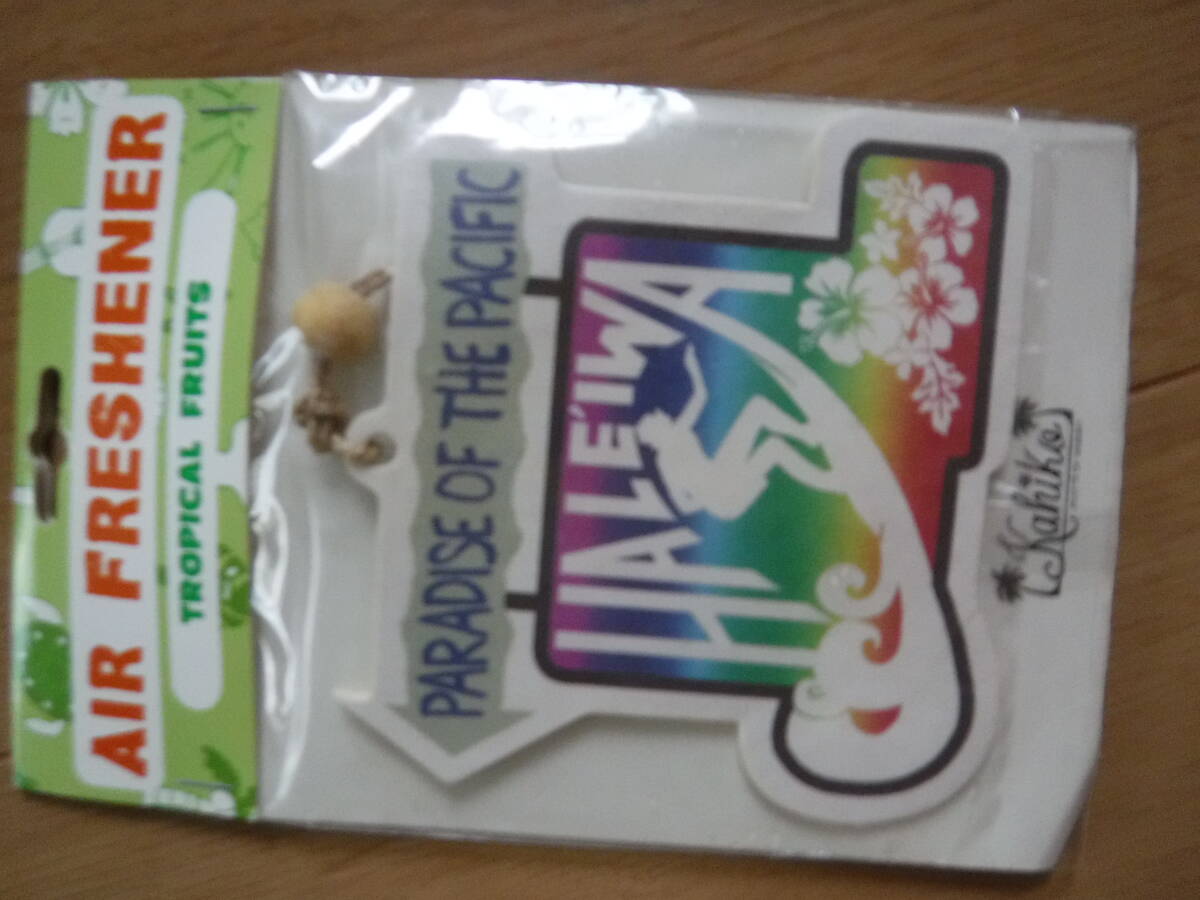 AIR FRESHENER
TROPICAL FRUITS
PARADISE OF THE PACIFIC
HALE'IWA
Kahiko